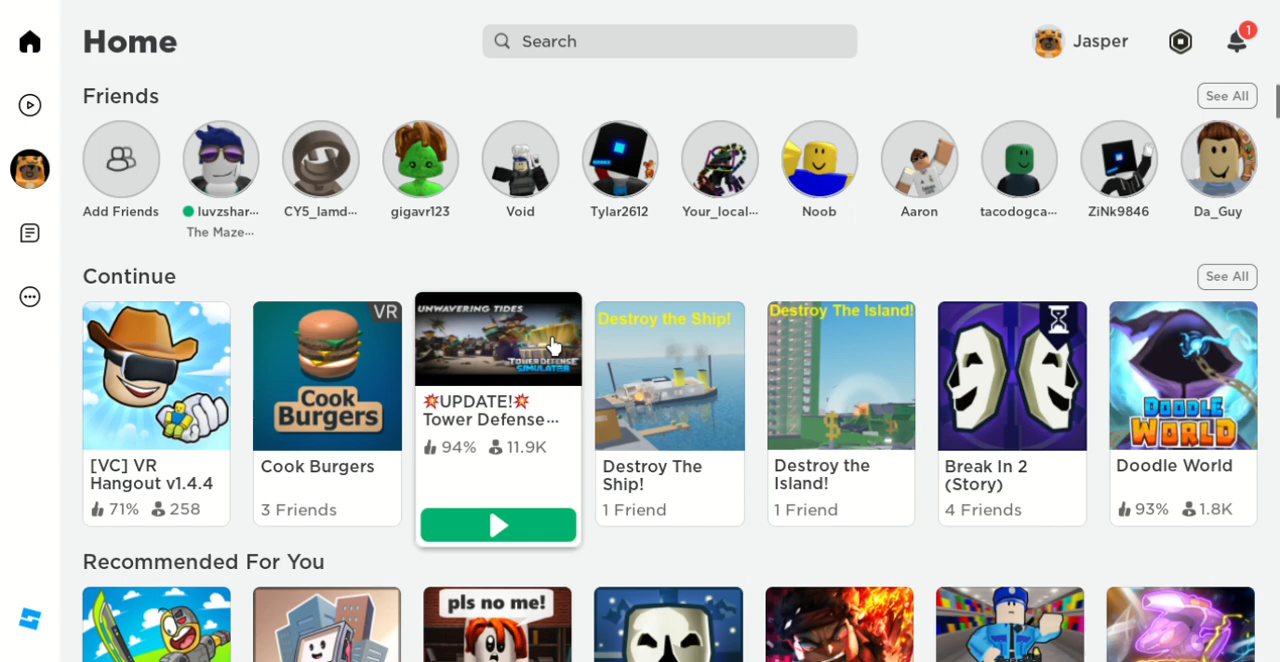 Home
Search
Jasper
1
Friends
See All
Add Friends
luvzshar...
CY5_lamd...
gigavr123
Void
Tylar2612
Your_local...
Noob
Aaron
tacodogca...
ZiNk9846
Da_Guy
The Maze...
Continue
See All
VR
Cook
Burgers
UNWAVERING TIDES
TOWER DEFENSE
SIMULATOR
Destroy the Ship!
Destroy The Island!
DOODLE
WORLD
[VC] VR
Hangout v1.4.4
71% 258
Cook Burgers
3 Friends
💥UPDATE!💥
Tower Defense...
94% 11.9K
Destroy The
Ship!
1 Friend
Destroy the
Island!
1 Friend
Break In 2
(Story)
4 Friends
Doodle World
93% 1.8K
Recommended For You
pls no me!